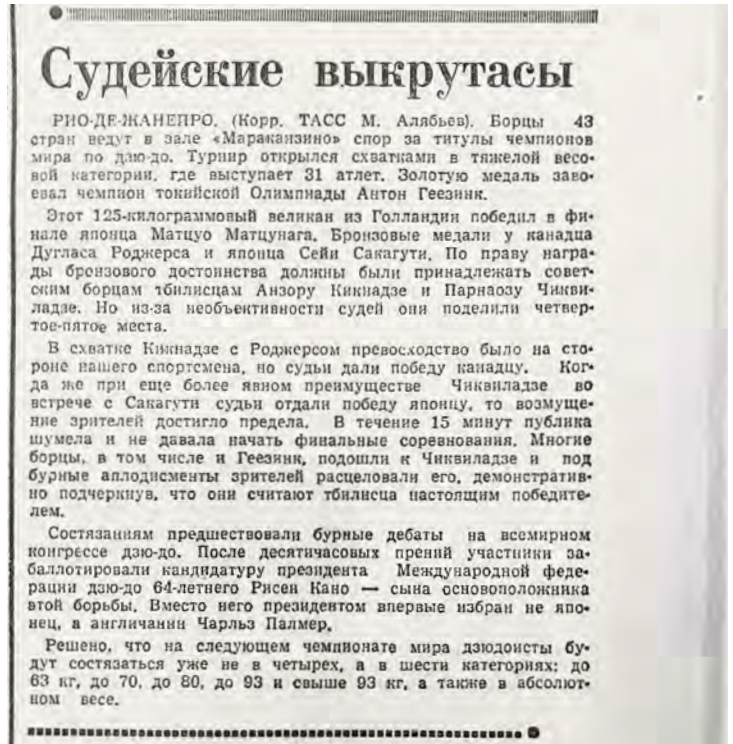 Судейские выкрутасы
РИО-ДЕ-ЖАНЕЙРО. (Корр. ТАСС М. Алябьев). Борцы 43
стран ведут в зале «Мараканзино» спор за титулы чемпионов
мира по дзю-до. Турнир открылся схватками в тяжелой весо-
вой категории, где выступает 31 атлет. Золотую медаль заво-
евал чемпион токийской Олимпиады Антон Геезинк.
Этот 125-килограммовый великан из Голландии победил в фи-
нале японца Матцуо Матцунага. Бронзовые медали у канадца
Дугласа Роджерса и японца Сейи Сакагути. По праву награ-
ды бронзового достоинства должны были принадлежать совет-
ским борцам тбилисцам Анзору Кикнадзе и Парнаозу Чикви-
ладзе. Но из-за необъективности судей они поделили четвер-
тое-пятое места.
В схватке Кикнадзе с Роджерсом превосходство было на сто-
роне нашего спортсмена, но судьи дали победу канадцу. Ког-
да же при еще более явном преимуществе Чиквиладзе во
встрече с Сакагути судьи отдали победу японцу, то возмуще-
ние зрителей достигло предела. В течение 15 минут публика
шумела и не давала начать финальные соревнования. Многие
борцы, в том числе и Геезинк, подошли к Чиквиладзе и под
бурные аплодисменты зрителей расцеловали его, демонстратив-
но подчеркнув, что они считают тбилисца настоящим победите-
лем.
Состязаниям предшествовали бурные дебаты на всемирном
конгрессе дзю-до. После десятичасовых прений участники за-
баллотировали кандидатуру президента Международной феде-
рации дзю-до 64-летнего Рисеи Кано — сына основоположника
этой борьбы. Вместо него президентом впервые избран не япо-
нец, а англичанин Чарльз Палмер.
Решено, что на следующем чемпионате мира дзюдоисты бу-
дут состязаться уже не в четырех, а в шести категориях: до
63 кг, до 70, до 80, до 93 и свыше 93 кг, а также в абсолют-
ном весе.